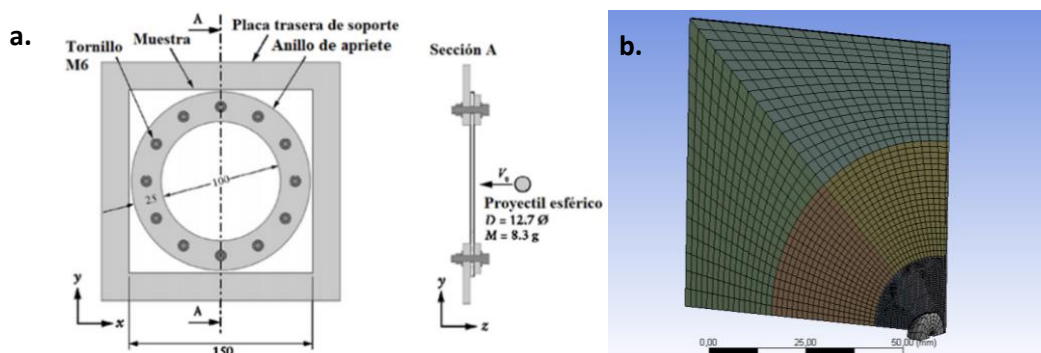 a.
A
Placa trasera de soporte
Anillo de apriete
Tornillo
M6
Muestra
Sección A
100
25
V₀
Proyectil esférico
D = 12.7 Ø
M = 8.3 g
y
x
A
150
y
z
b.
0,00
25,00
50,00 (mm)